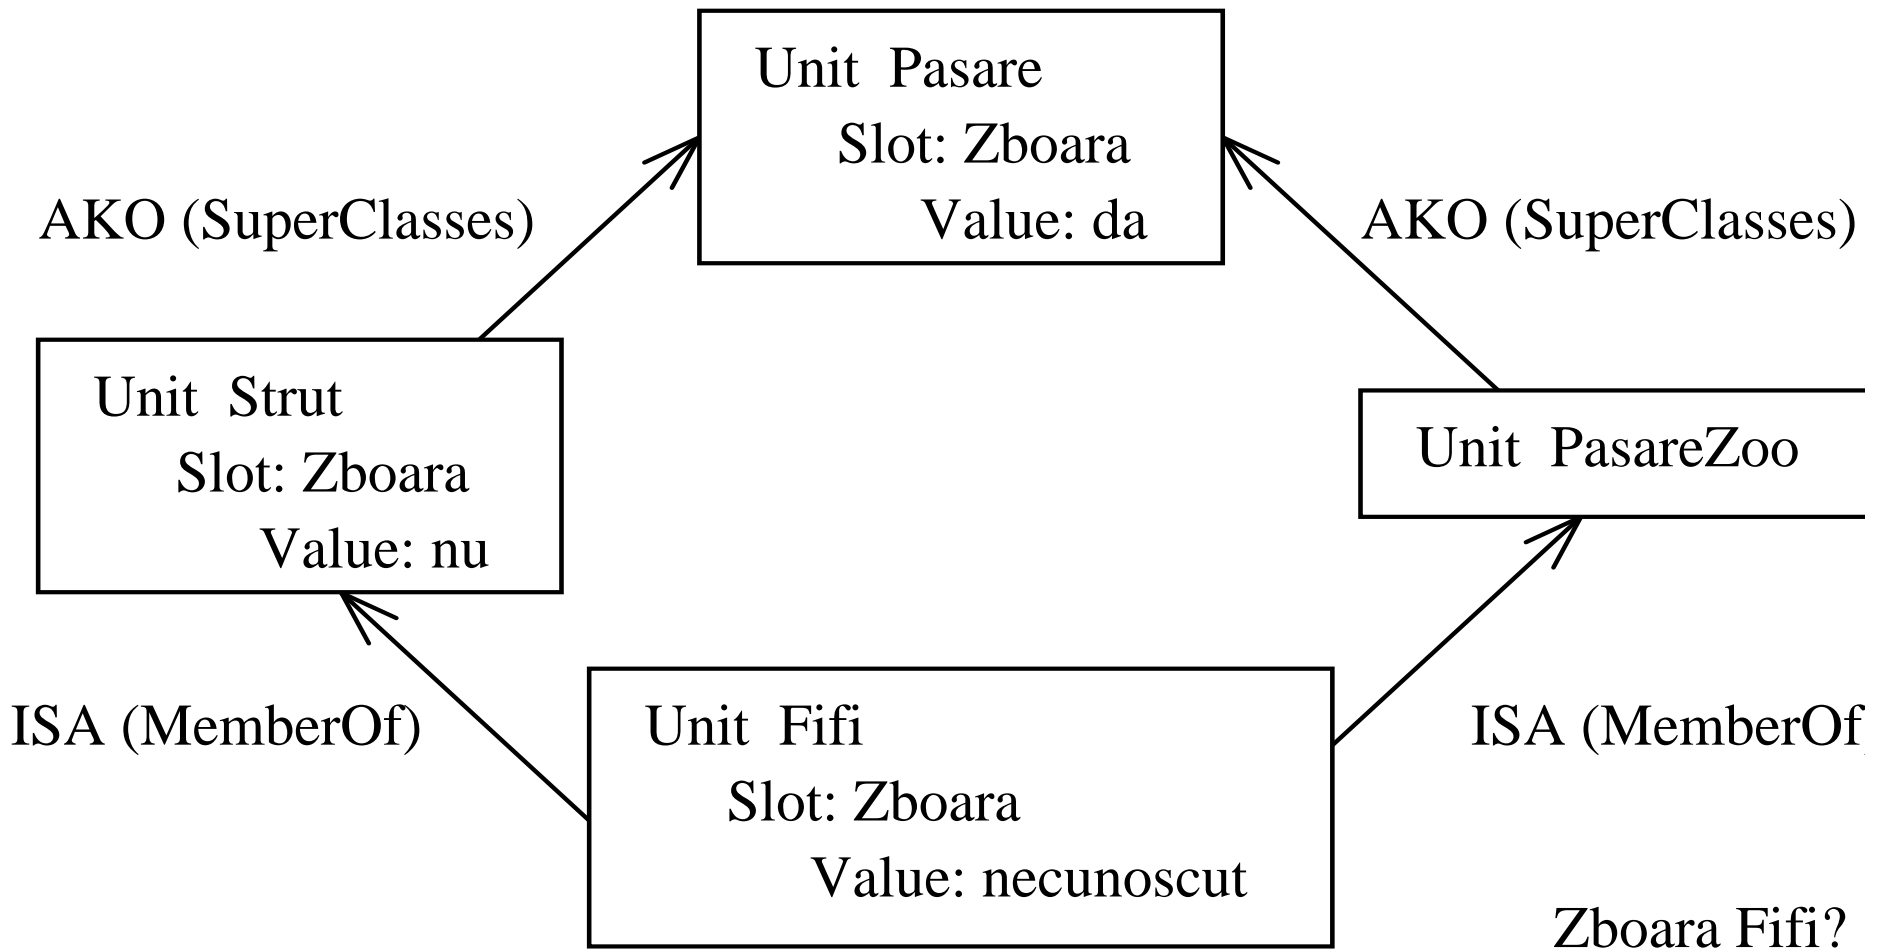 Unit Pasare
Slot: Zboara
Value: da
AKO (SuperClasses)
AKO (SuperClasses)
Unit Strut
Slot: Zboara
Value: nu
Unit PasareZoo
ISA (MemberOf)
ISA (MemberOf
Unit Fifi
Slot: Zboara
Value: necunoscut
Zboara Fifi?